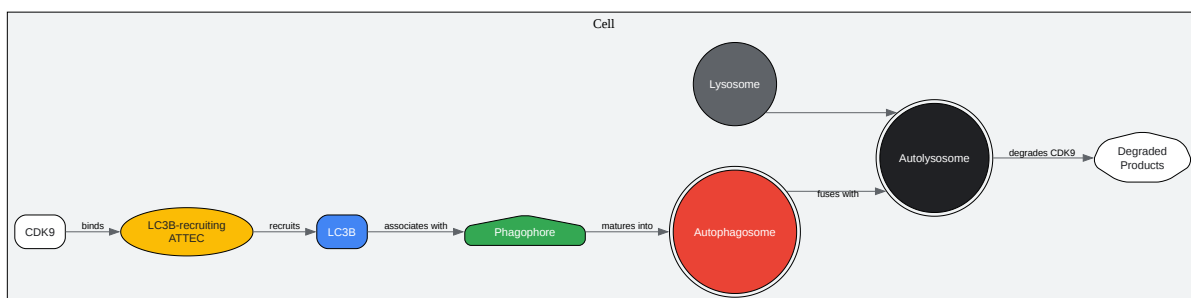 Cell
Lysosome
Autolysosome
degrades CDK9
Degraded
Products
fuses with
CDK9
binds
LC3B-recruiting
ATTEC
recruits
LC3B
associates with
Phagophore
matures into
Autophagosome